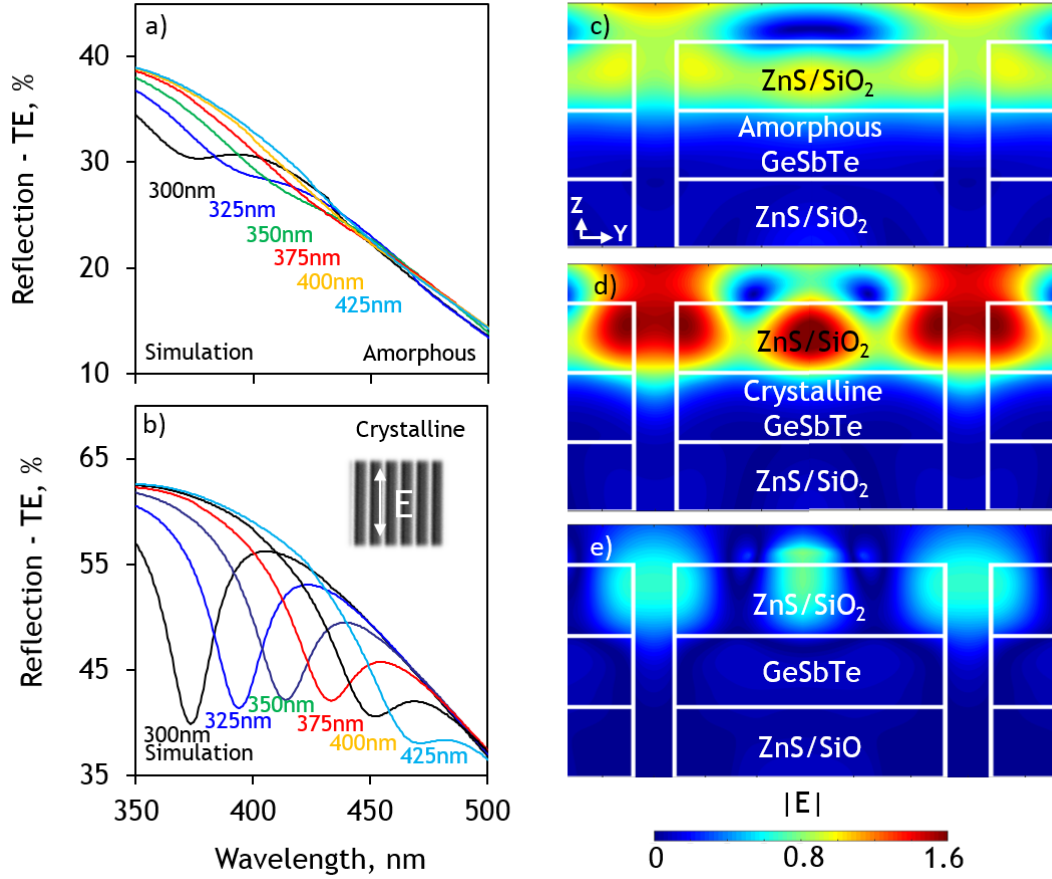 a)
Reflection - TE, %
45
40
30
20
10
300nm
325nm
350nm
375nm
400nm
425nm
Simulation
Amorphous
b)
Crystalline
E
Reflection - TE, %
65
55
45
35
300nm
325nm
350nm
375nm
400nm
425nm
Simulation
350
400
450
500
Wavelength, nm
c)
ZnS/SiO₂
Amorphous
GeSbTe
Z
Y
ZnS/SiO₂
d)
ZnS/SiO₂
Crystalline
GeSbTe
ZnS/SiO₂
e)
ZnS/SiO₂
GeSbTe
ZnS/SiO
|E|
0
0.8
1.6